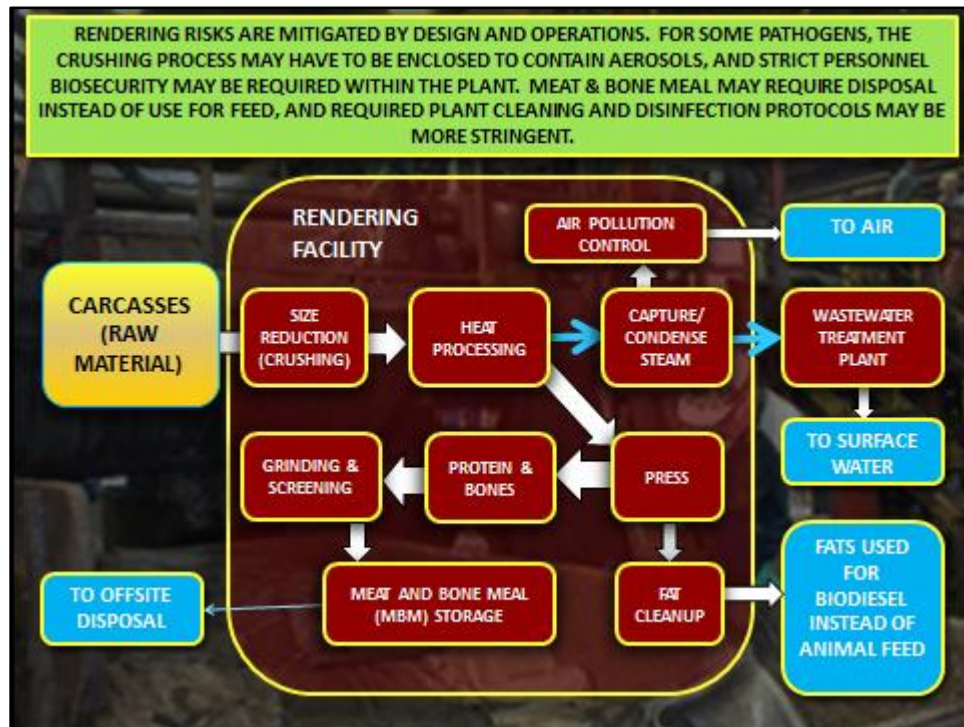 RENDERING RISKS ARE MITIGATED BY DESIGN AND OPERATIONS. FOR SOME PATHOGENS, THE
CRUSHING PROCESS MAY HAVE TO BE ENCLOSED TO CONTAIN AEROSOLS, AND STRICT PERSONNEL
BIOSECURITY MAY BE REQUIRED WITHIN THE PLANT. MEAT & BONE MEAL MAY REQUIRE DISPOSAL
INSTEAD OF USE FOR FEED, AND REQUIRED PLANT CLEANING AND DISINFECTION PROTOCOLS MAY BE
MORE STRINGENT.
RENDERING
FACILITY
AIR POLLUTION
CONTROL
TO AIR
CARCASSES
(RAW
MATERIAL)
SIZE
REDUCTION
(CRUSHING)
HEAT
PROCESSING
CAPTURE/
CONDENSE
STEAM
WASTEWATER
TREATMENT
PLANT
GRINDING &
SCREENING
PROTEIN &
BONES
PRESS
TO SURFACE
WATER
TO OFFSITE
DISPOSAL
MEAT AND BONE MEAL
(MBM) STORAGE
FAT
CLEANUP
FATS USED
FOR
BIODIESEL
INSTEAD OF
ANIMAL FEED